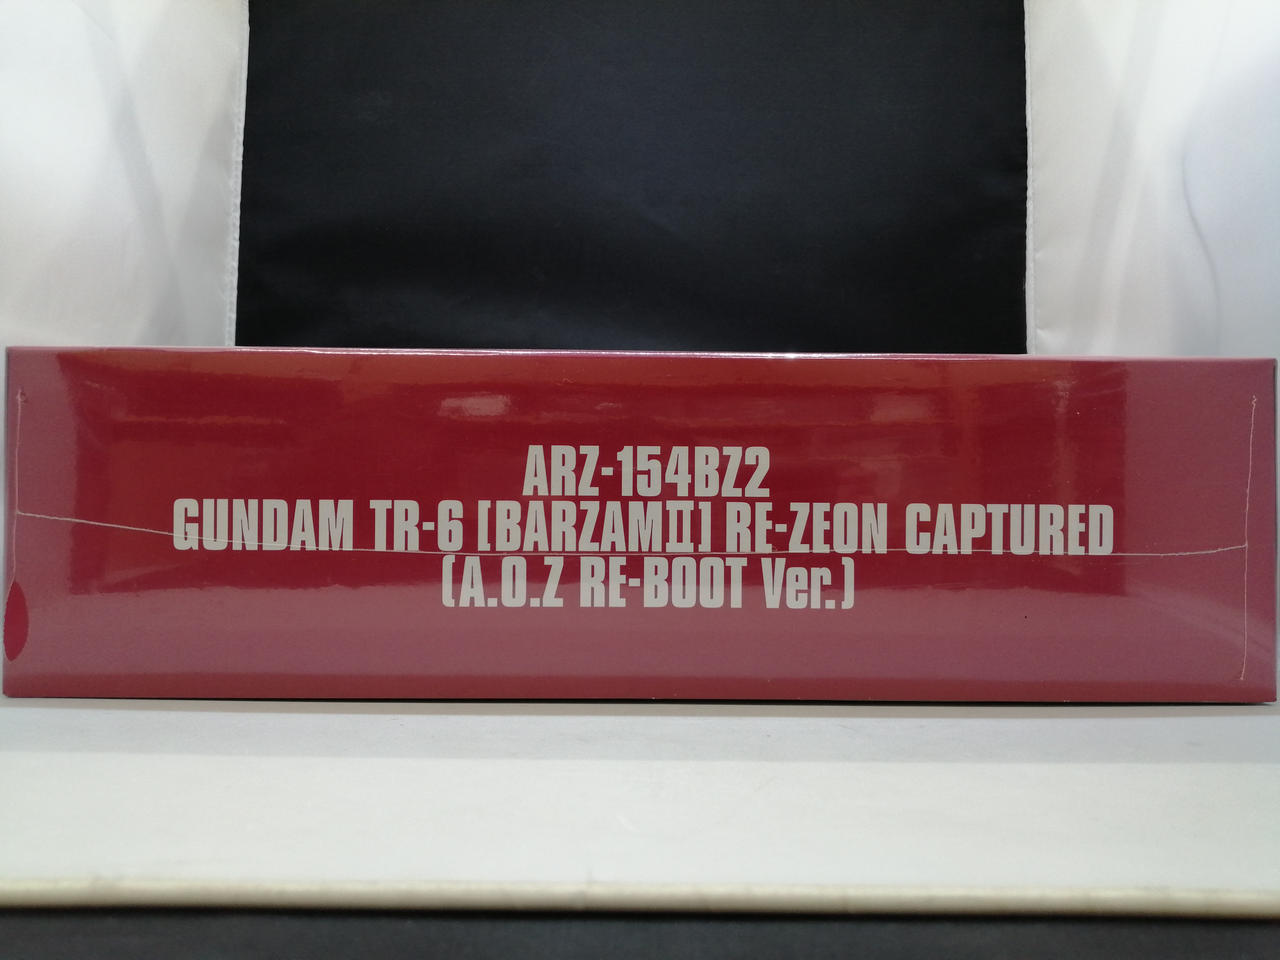 ARZ-154BZ2
GUNDAM TR-6 [BARZAMⅡ] RE-ZEON CAPTURED
(A.O.Z RE-BOOT Ver.)